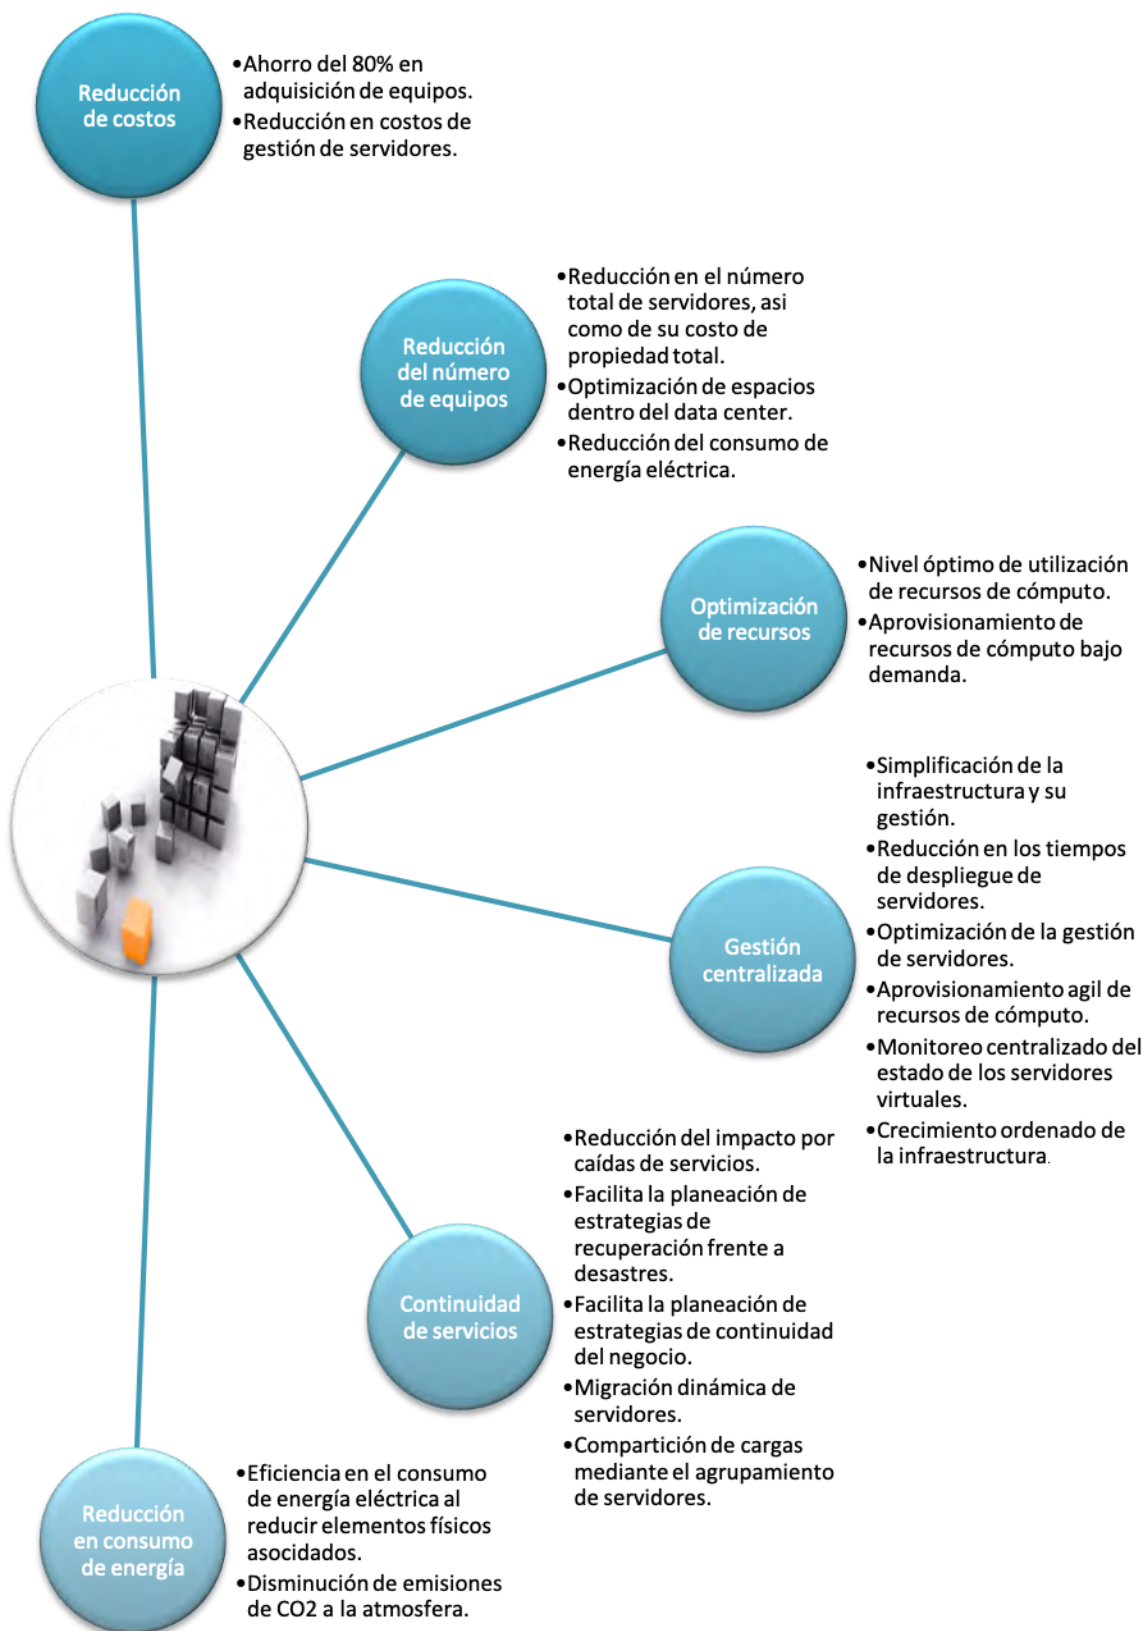 Reducción
de costos
•Ahorro del 80% en
adquisición de equipos.
•Reducción en costos de
gestión de servidores.
Reducción
del número
de equipos
•Reducción en el número
total de servidores, asi
como de su costo de
propiedad total.
•Optimización de espacios
dentro del data center.
•Reducción del consumo de
energía eléctrica.
Optimización
de recursos
•Nivel óptimo de utilización
de recursos de cómputo.
•Aprovisionamiento de
recursos de cómputo bajo
demanda.
Gestión
centralizada
•Simplificación de la
infraestructura y su
gestión.
•Reducción en los tiempos
de despliegue de
servidores.
•Optimización de la gestión
de servidores.
•Aprovisionamiento agil de
recursos de cómputo.
•Monitoreo centralizado del
estado de los servidores
virtuales.
•Crecimiento ordenado de
la infraestructura.
Continuidad
de servicios
•Reducción del impacto por
caídas de servicios.
•Facilita la planeación de
estrategias de
recuperación frente a
desastres.
•Facilita la planeación de
estrategias de continuidad
del negocio.
•Migración dinámica de
servidores.
•Compartición de cargas
mediante el agrupamiento
de servidores.
Reducción
en consumo
de energía
•Eficiencia en el consumo
de energía eléctrica al
reducir elementos físicos
asocidados.
•Disminución de emisiones
de CO2 a la atmosfera.